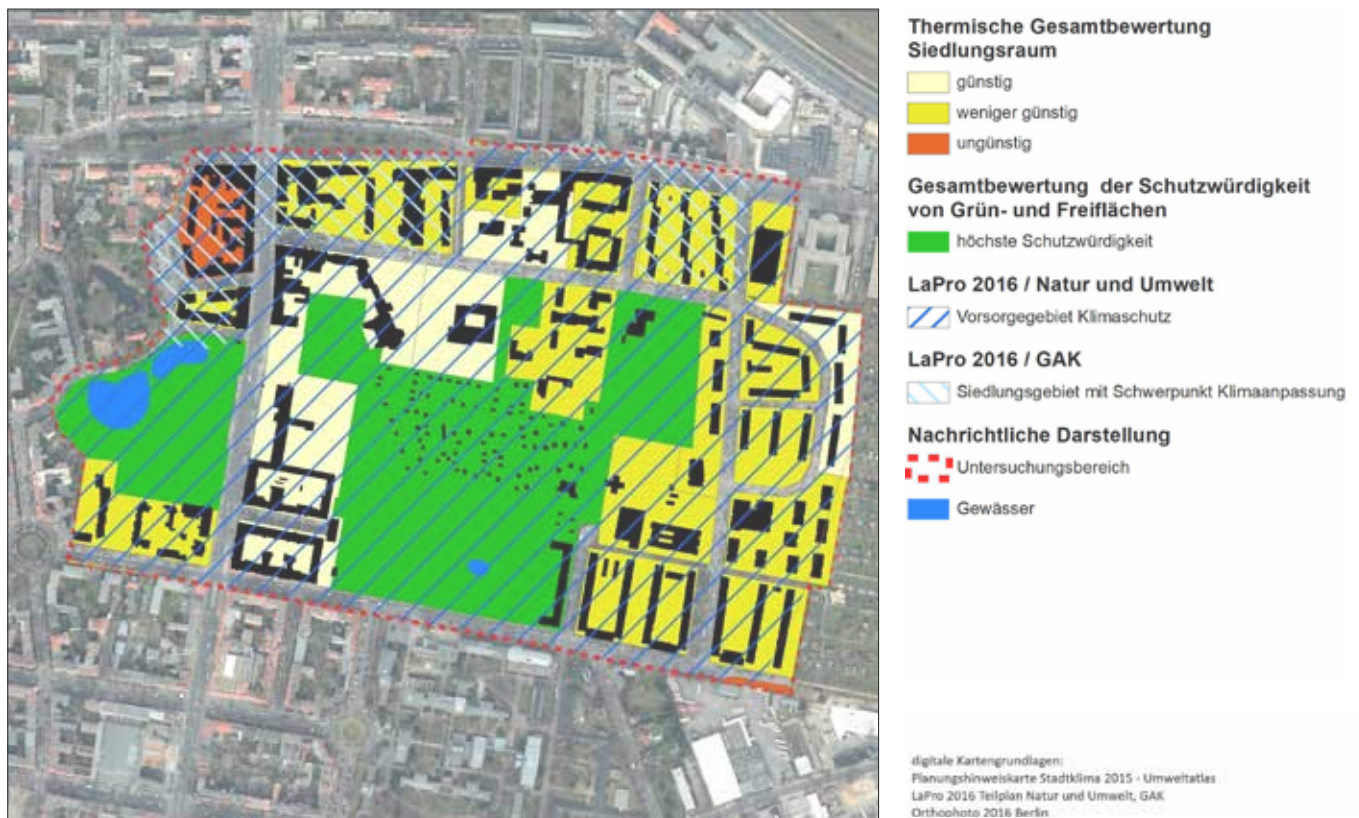 Thermische Gesamtbewertung
Siedlungsraum
günstig
weniger günstig
ungünstig
Gesamtbewertung der Schutzwürdigkeit
von Grün- und Freiflächen
höchste Schutzwürdigkeit
LaPro 2016 / Natur und Umwelt
Vorsorgegebiet Klimaschutz
LaPro 2016 / GAK
Siedlungsgebiet mit Schwerpunkt Klimaanpassung
Nachrichtliche Darstellung
Untersuchungsbereich
Gewässer
digitale Kartengrundlagen:
Planungshinweiskarte Stadtklima 2015 - Umweltatlas
LaPro 2016 Teilplan Natur und Umwelt, GAK
Orthophoto 2016 Berlin